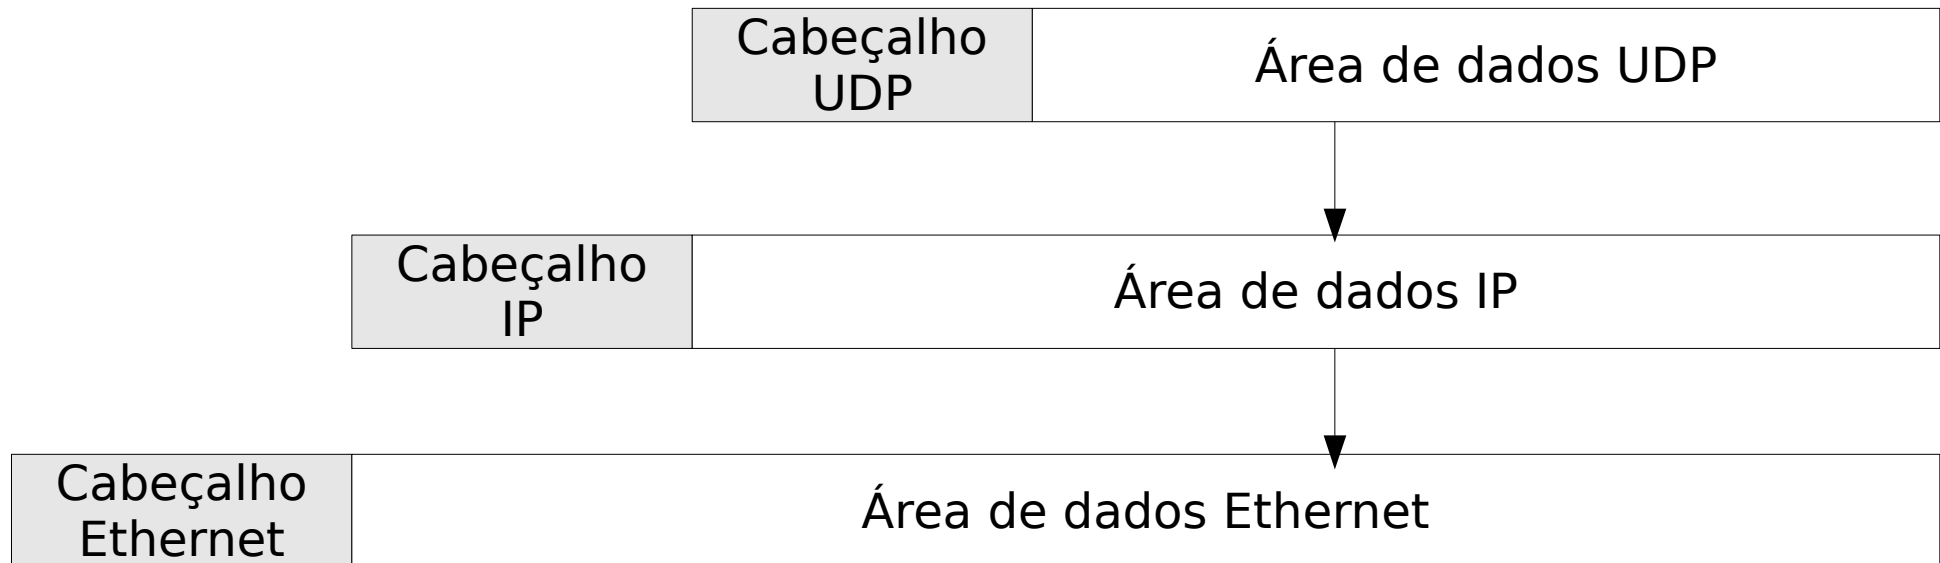 Cabeçalho
UDP
Área de dados UDP
Cabeçalho
IP
Área de dados IP
Cabeçalho
Ethernet
Área de dados Ethernet